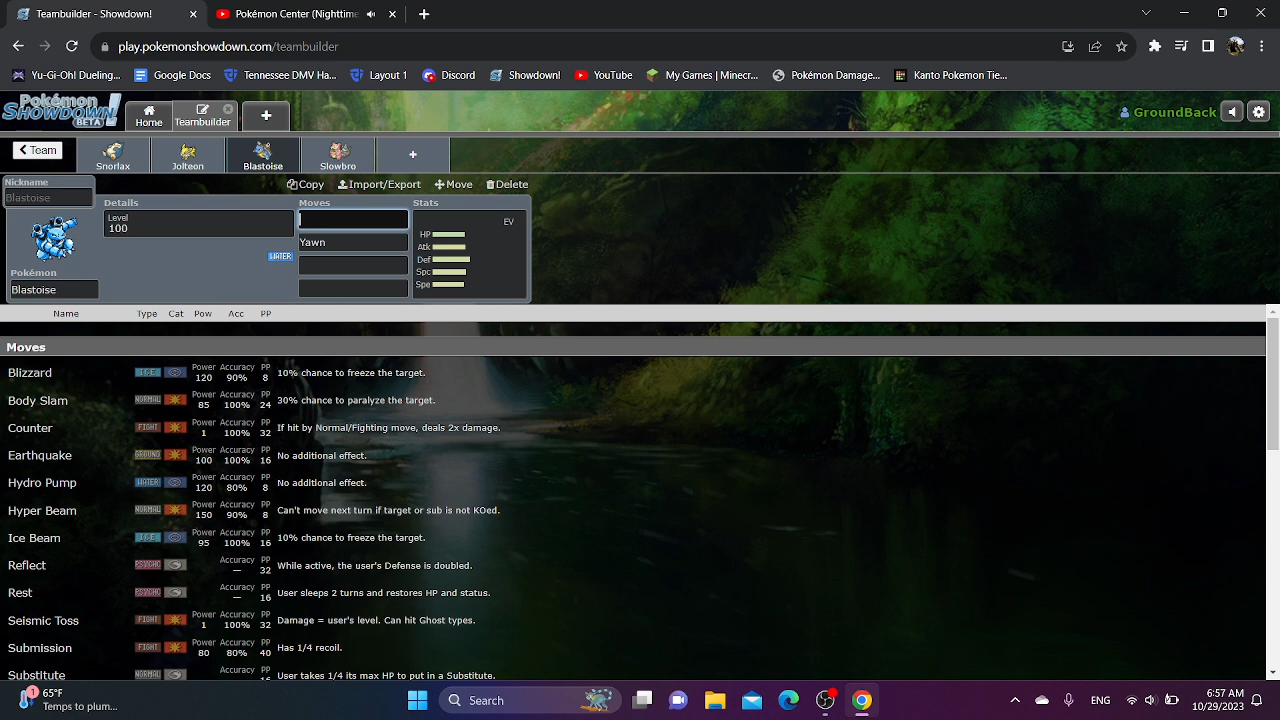 Teambuilder - Showdown!
Pokémon Center (Nighttime
play.pokemonshowdown.com/teambuilder
Yu-Gi-Oh! Dueling...
Google Docs
Tennessee DMV Ha...
Layout 1
Discord
Showdown!
YouTube
My Games | Minecr...
Pokémon Damage...
Kanto Pokemon Tie...
Pokémon
Showdown!
BETA
Home
Teambuilder
+
GroundBack
Team
Snorlax
Jolteon
Blastoise
Slowbro
+
Copy
Import/Export
Move
Delete
Nickname
Blastoise
Details
Level
100
WATER
Pokémon
Blastoise
Moves
Yawn
Stats
EV
HP
Atk
Def
Spc
Spe
Name Type Cat Pow Acc PP
Moves
Blizzard ICE Power 120 Accuracy 90% PP 8 10% chance to freeze the target.
Body Slam NORMAL Power 85 Accuracy 100% PP 24 30% chance to paralyze the target.
Counter FIGHT Power 1 Accuracy 100% PP 32 If hit by Normal/Fighting move, deals 2x damage.
Earthquake GROUND Power 100 Accuracy 100% PP 16 No additional effect.
Hydro Pump WATER Power 120 Accuracy 80% PP 8 No additional effect.
Hyper Beam NORMAL Power 150 Accuracy 90% PP 8 Can't move next turn if target or sub is not KOed.
Ice Beam ICE Power 95 Accuracy 100% PP 16 10% chance to freeze the target.
Reflect PSYCHC Accuracy — PP 32 While active, the user's Defense is doubled.
Rest PSYCHC Accuracy — PP 16 User sleeps 2 turns and restores HP and status.
Seismic Toss FIGHT Power 1 Accuracy 100% PP 32 Damage = user's level. Can hit Ghost types.
Submission FIGHT Power 80 Accuracy 80% PP 40 Has 1/4 recoil.
Substitute NORMAL Accuracy PP 16 User takes 1/4 its max HP to put in a Substitute.
1
65°F
Temps to plum...
Search
ENG
6:57 AM
10/29/2023